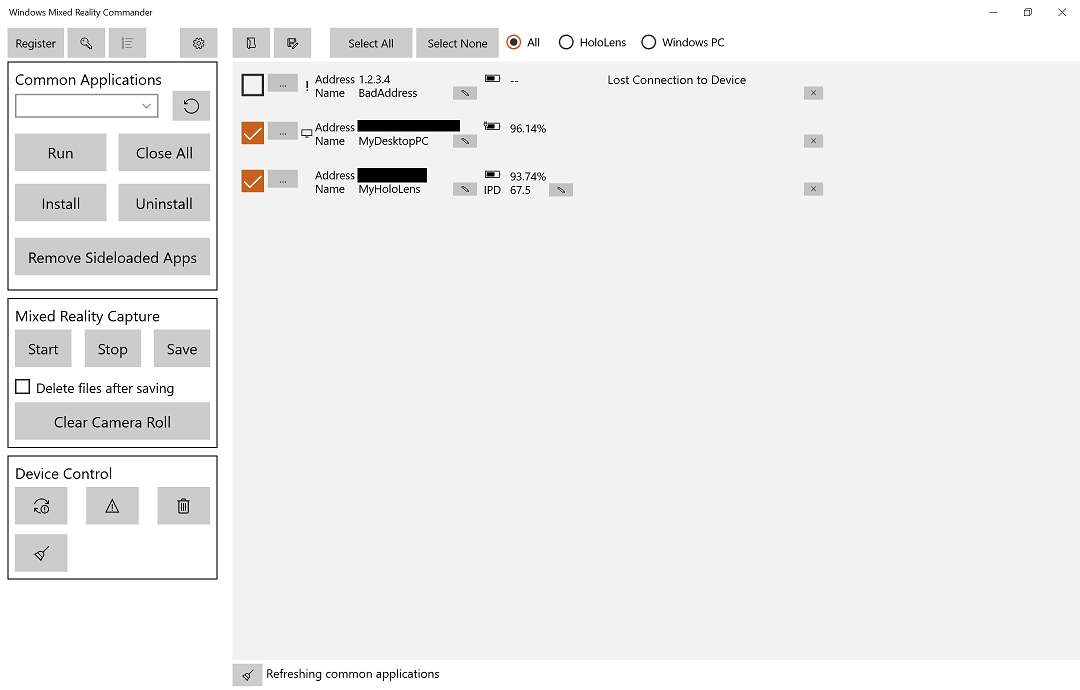 Windows Mixed Reality Commander
Register
Select All
Select None
All
HoloLens
Windows PC
Common Applications
Run
Close All
Install
Uninstall
Remove Sideloaded Apps
Mixed Reality Capture
Start
Stop
Save
Delete files after saving
Clear Camera Roll
Device Control
... ! Address 1.2.3.4 -- Lost Connection to Device
Name BadAddress
... Address 96.14%
Name MyDesktopPC
... Address 93.74%
Name MyHoloLens IPD 67.5
Refreshing common applications